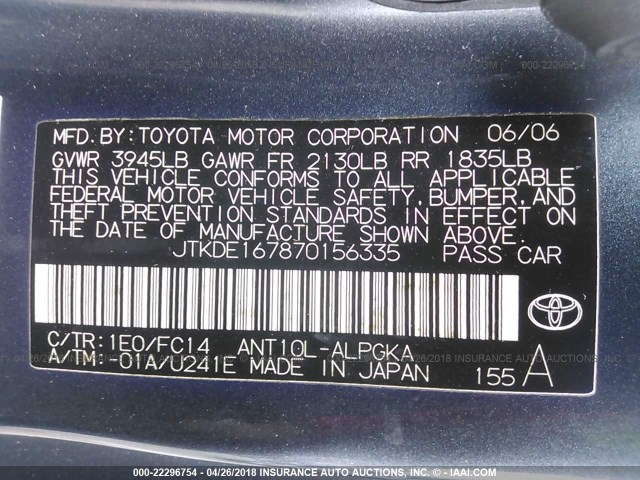 MFD. BY: TOYOTA MOTOR CORPORATION 06/06
GVWR 3945LB GAWR FR 2130LB RR 1835LB
THIS VEHICLE CONFORMS TO ALL APPLICABLE
FEDERAL MOTOR VEHICLE SAFETY, BUMPER, AND
THEFT PREVENTION STANDARDS IN EFFECT ON
THE DATE OF MANUFACTURE SHOWN ABOVE.
JTKDE167870156335 PASS CAR
C/TR: 1E0/FC14 ANT10L-ALPGKA
A/TM: -01A/U241E MADE IN JAPAN 155 A
000-22296754 - 04/26/2018 INSURANCE AUTO AUCTIONS, INC. - © - IAAI.COM